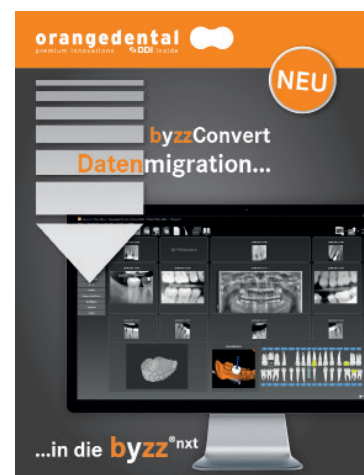 orangedental
premium innovations DDI inside
NEU
byzzConvert
Datenmigration...
...in die byzz®nxt